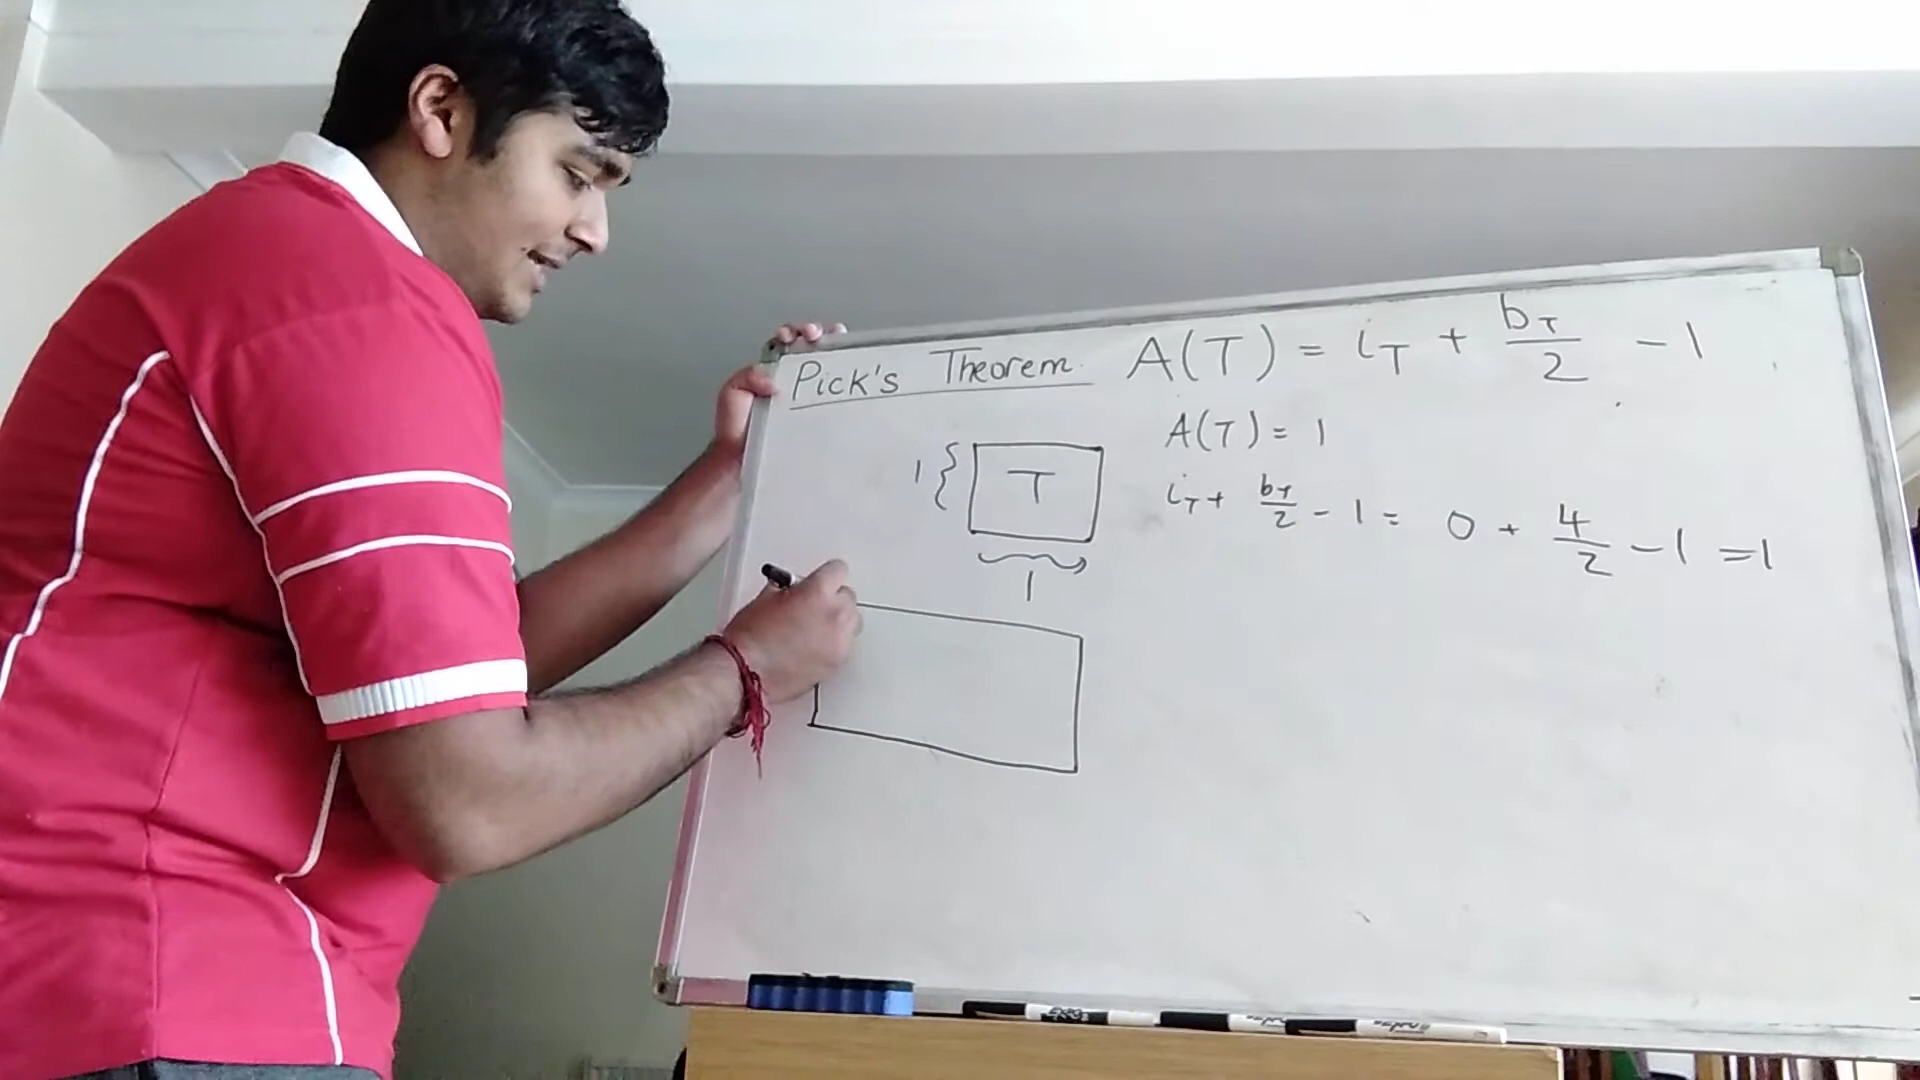 Pick's Theorem. A(T) = i_T + b_T/2 - 1
A(T) = 1
1 { T
i_T + b_T/2 - 1 = 0 + 4/2 - 1 = 1
1